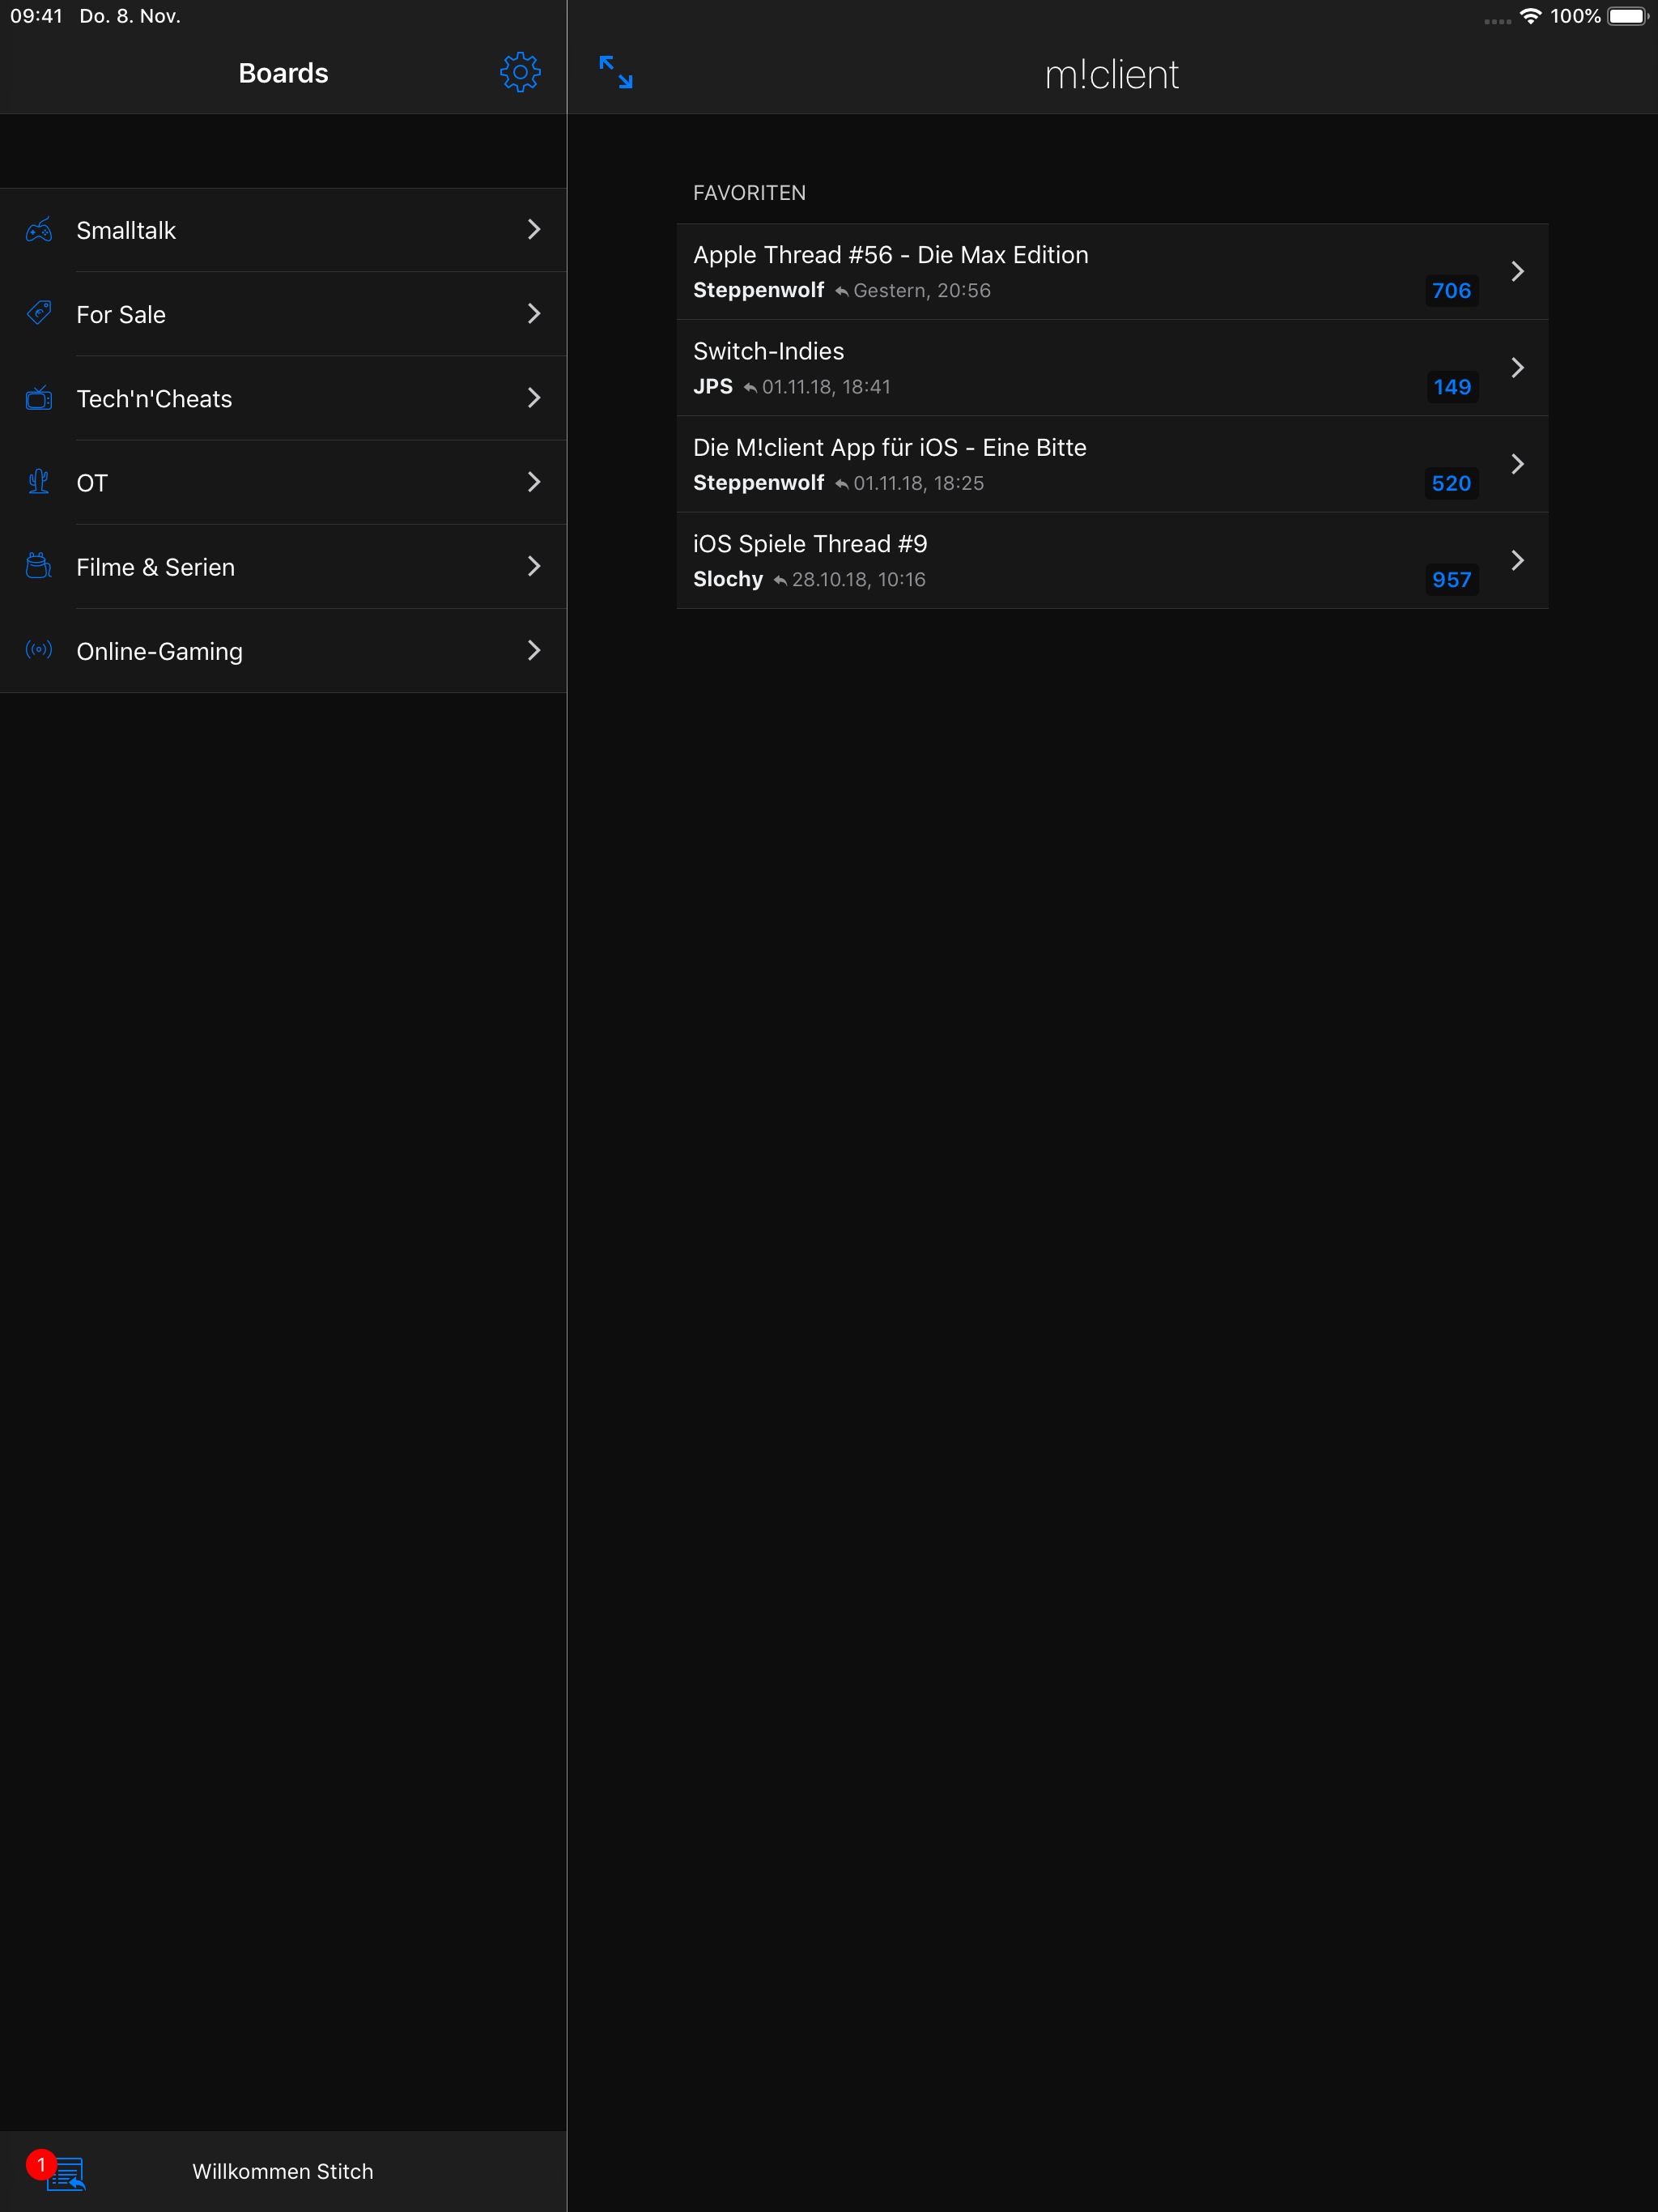 09:41 Do. 8. Nov.
100%
Boards
m!client
Smalltalk
For Sale
Tech'n'Cheats
OT
Filme & Serien
Online-Gaming
FAVORITEN
Apple Thread #56 - Die Max Edition
Steppenwolf Gestern, 20:56
706
Switch-Indies
JPS 01.11.18, 18:41
149
Die M!client App für iOS - Eine Bitte
Steppenwolf 01.11.18, 18:25
520
iOS Spiele Thread #9
Slochy 28.10.18, 10:16
957
1
Willkommen Stitch